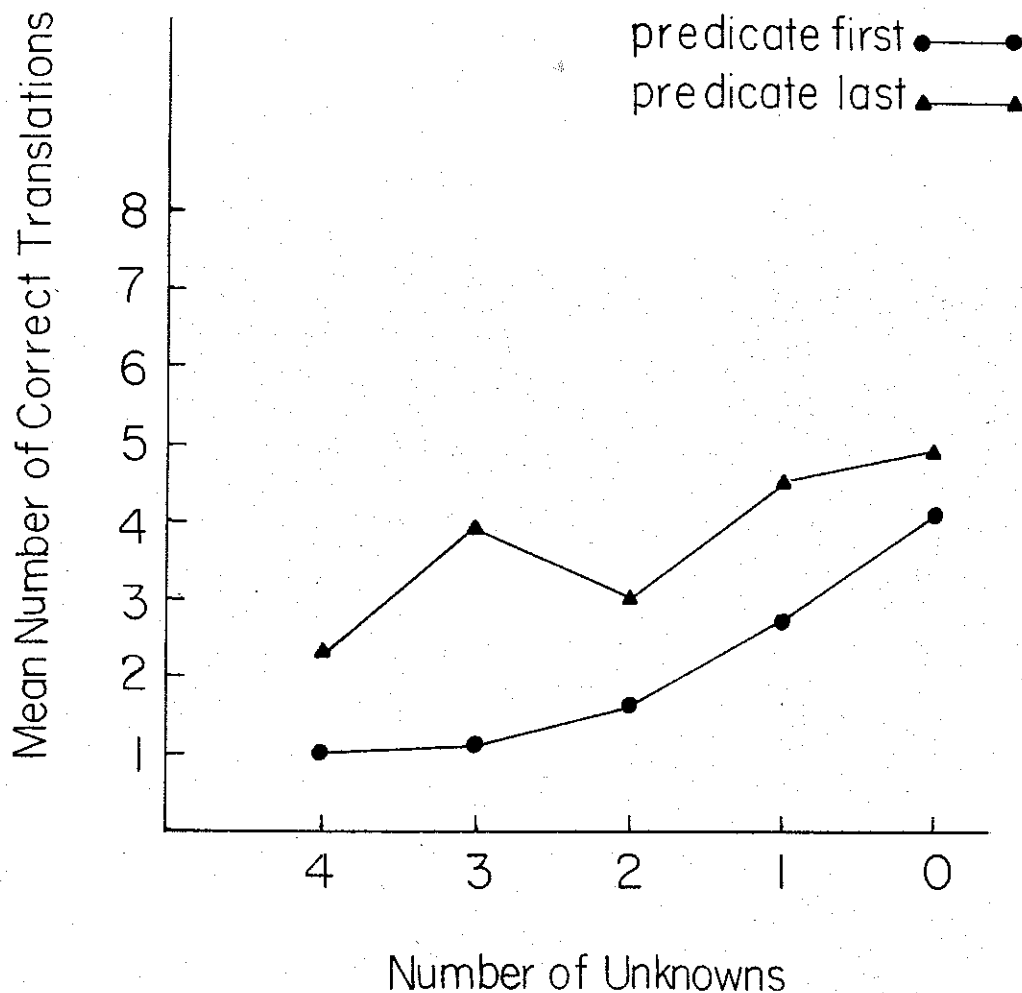 predicate first
predicate last
Mean Number of Correct Translations
8
7
6
5
4
3
2
1
4 3 2 1 0
Number of Unknowns